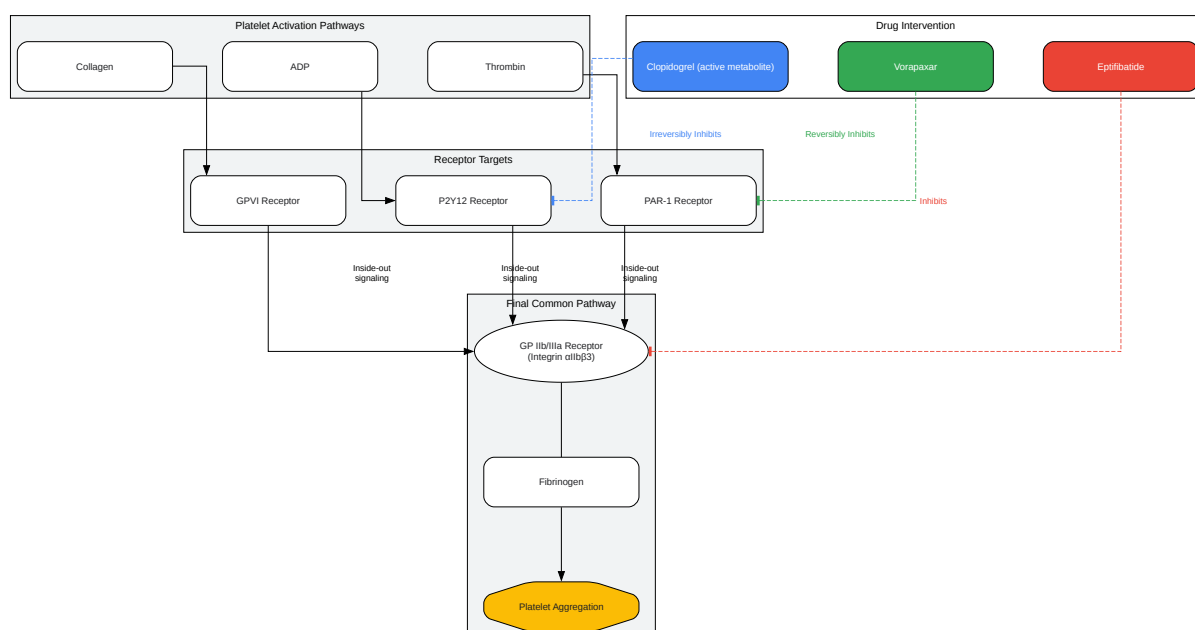 Platelet Activation Pathways
Drug Intervention
Collagen
ADP
Thrombin
Clopidogrel (active metabolite)
Vorapaxar
Eptifibatide
Irreversibly Inhibits
Reversibly Inhibits
Receptor Targets
GPVI Receptor
P2Y12 Receptor
PAR-1 Receptor
Inhibits
Inside-out
signaling
Inside-out
signaling
Inside-out
signaling
Final Common Pathway
GP IIb/IIIa Receptor
(Integrin αIIbβ3)
Fibrinogen
Platelet Aggregation